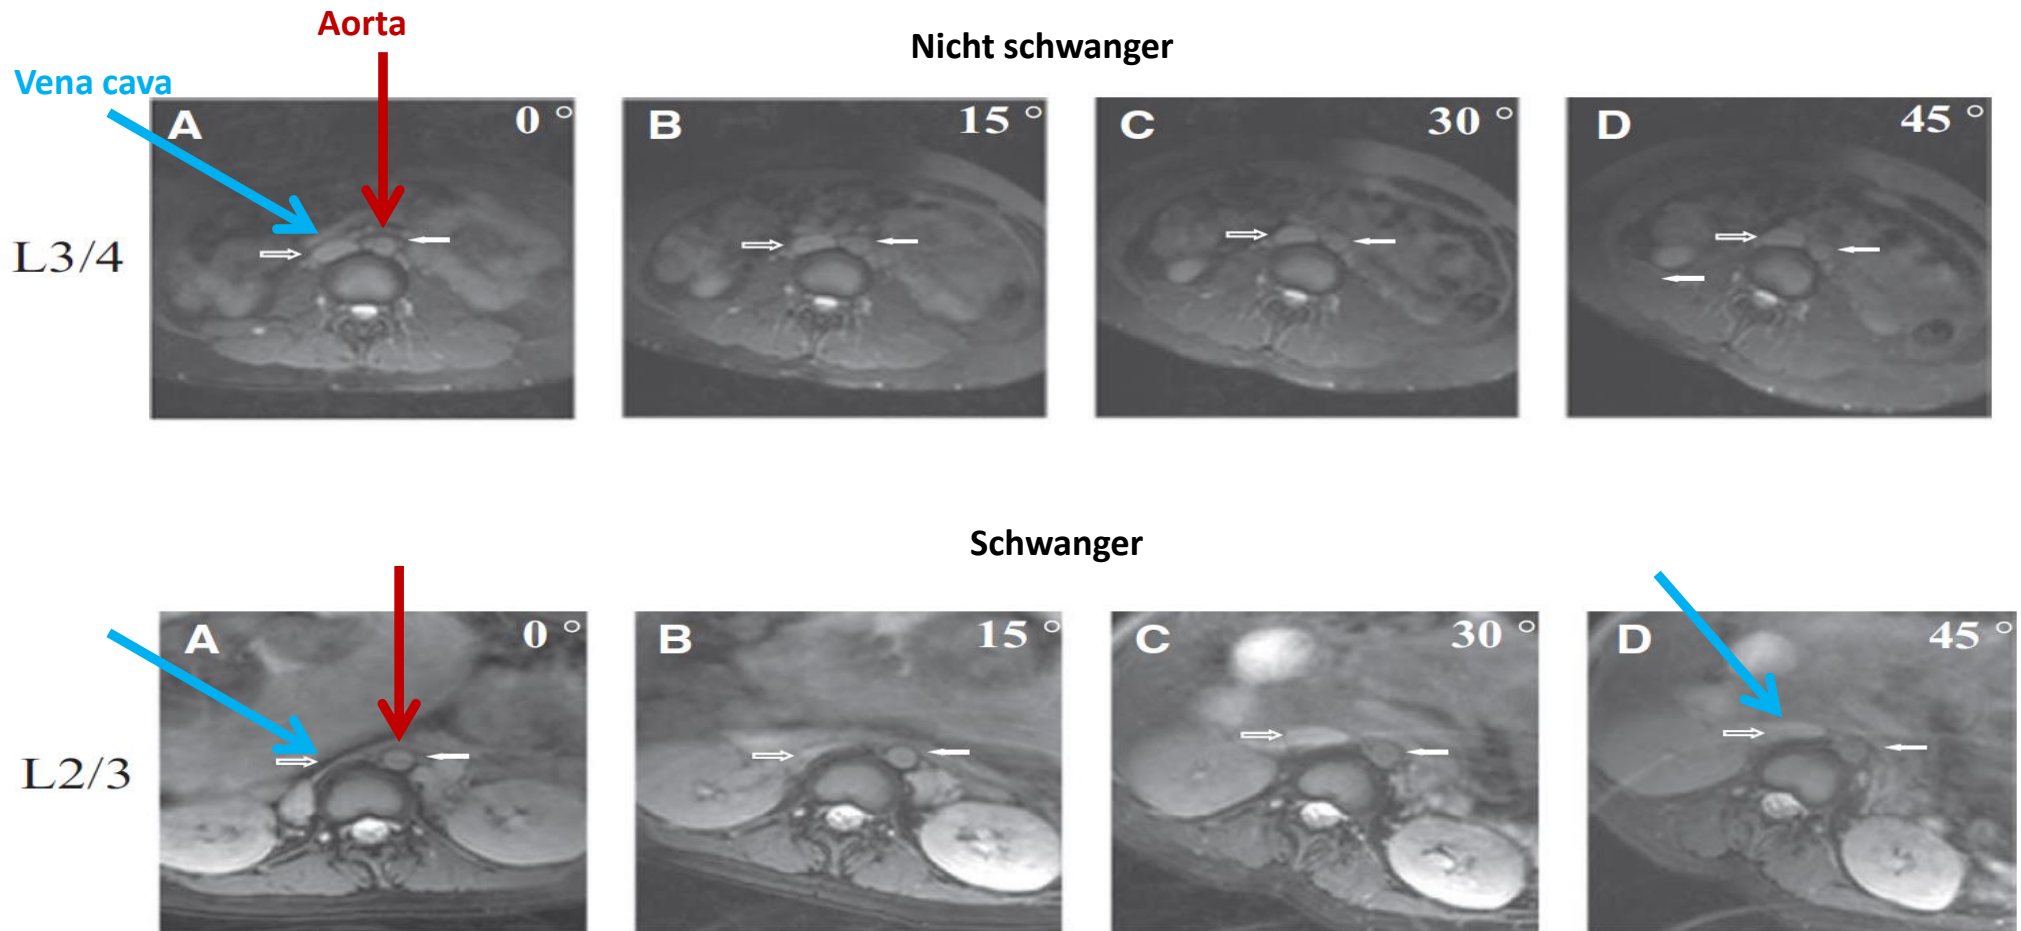 Aorta
Nicht schwanger
Vena cava
A 0 °
B 15 °
C 30 °
D 45 °
L3/4
Schwanger
A 0 °
B 15 °
C 30 °
D 45 °
L2/3